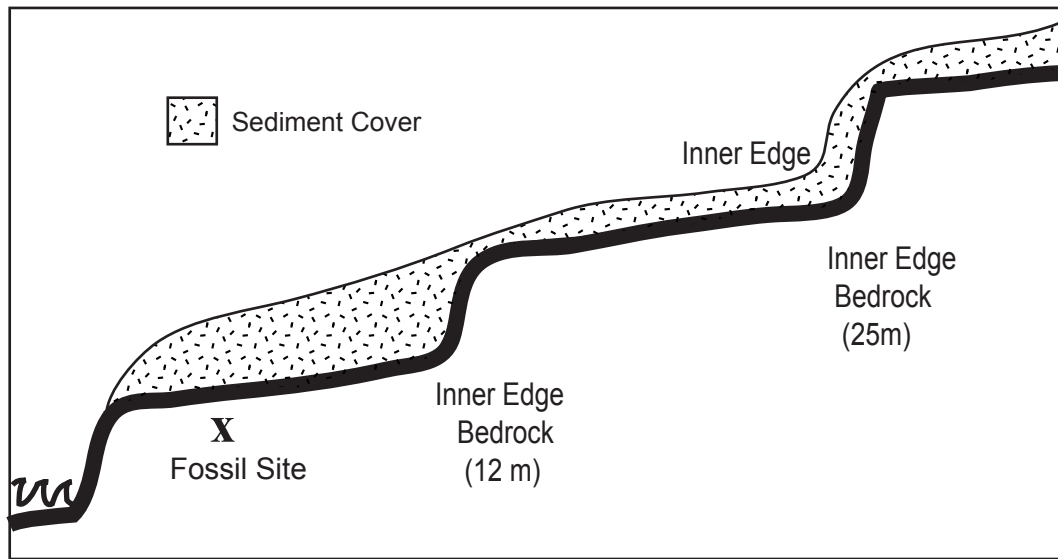 Sediment Cover
Inner Edge
Inner Edge
Bedrock
(25m)
Inner Edge
Bedrock
(12 m)
x
Fossil Site